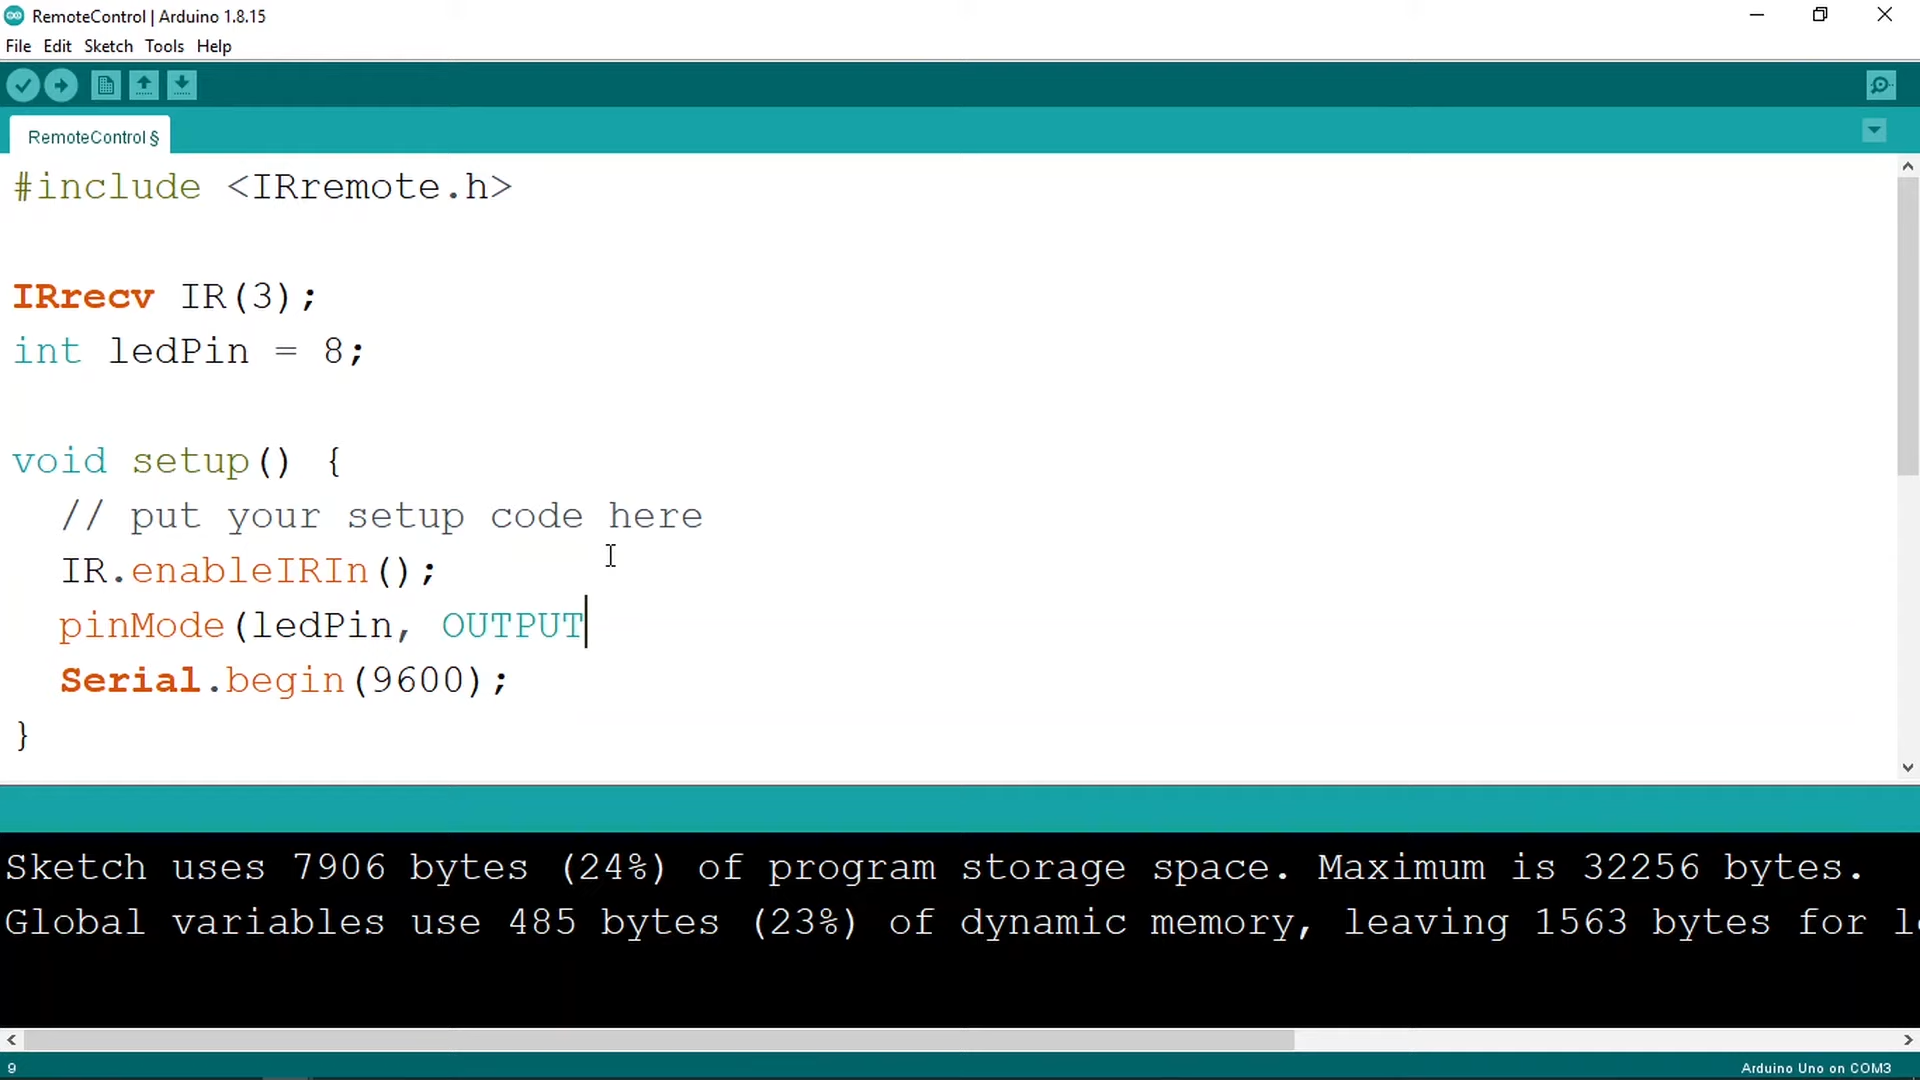 RemoteControl | Arduino 1.8.15
File Edit Sketch Tools Help
RemoteControl §
#include <IRremote.h>
IRrecv IR(3);
int ledPin = 8;
void setup() {
// put your setup code here
IR.enableIRIn();
pinMode(ledPin, OUTPUT
Serial.begin(9600);
}
Sketch uses 7906 bytes (24%) of program storage space. Maximum is 32256 bytes.
Global variables use 485 bytes (23%) of dynamic memory, leaving 1563 bytes for
9
Arduino Uno on COM3